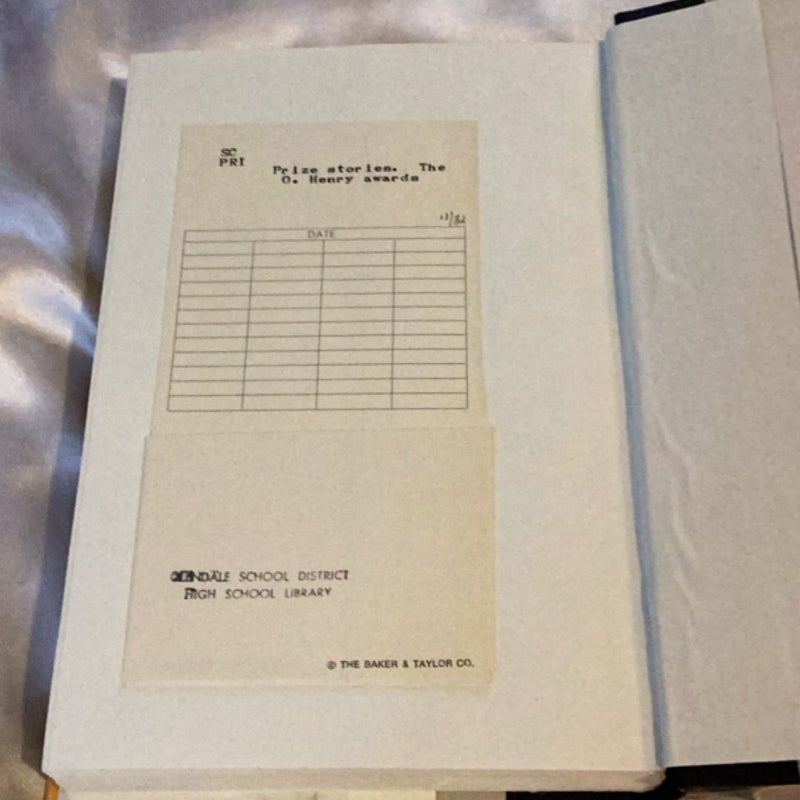 SC
PRI
Prize stories. The
O. Henry awards
DATE
GLENDALE SCHOOL DISTRICT
HIGH SCHOOL LIBRARY
© THE BAKER & TAYLOR CO.